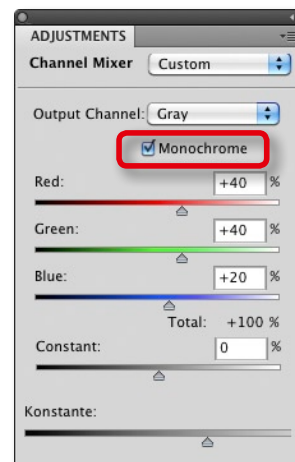 ADJUSTMENTS
Channel Mixer Custom
Output Channel: Gray
Monochrome
Red: +40 %
Green: +40 %
Blue: +20 %
Total: +100 %
Constant: 0 %
Konstante: